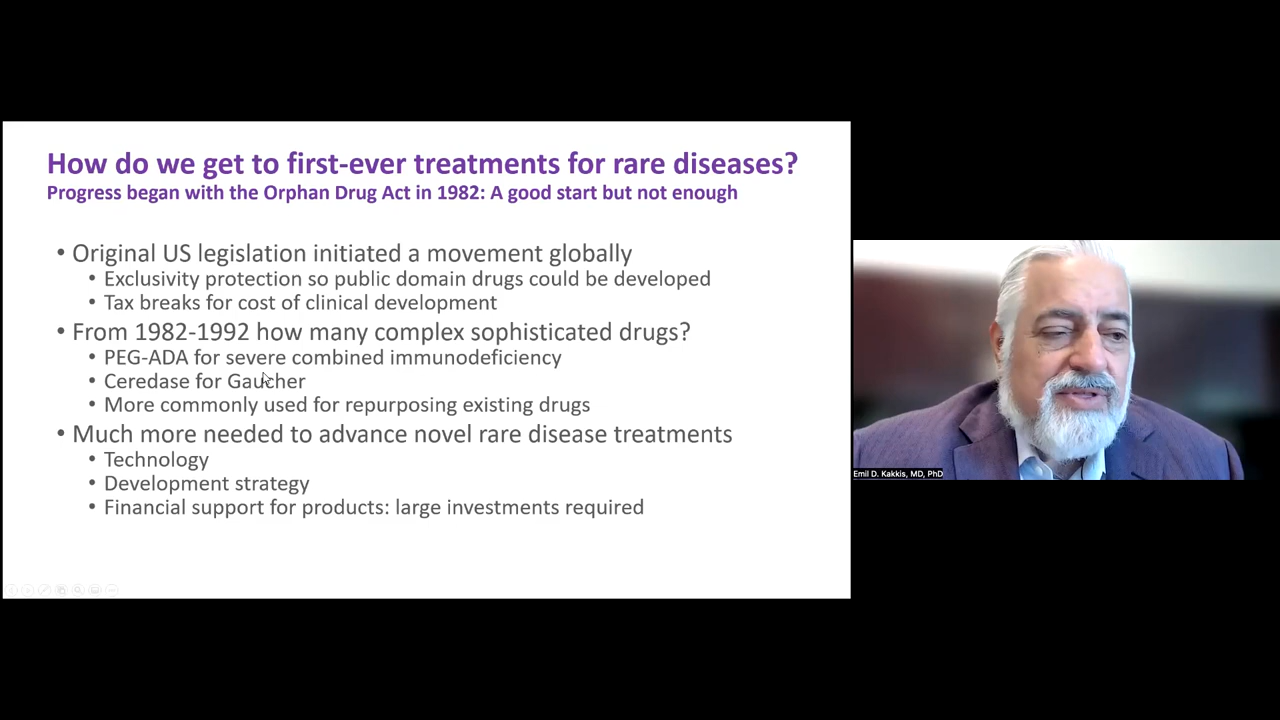 How do we get to first-ever treatments for rare diseases?
Progress began with the Orphan Drug Act in 1982: A good start but not enough
• Original US legislation initiated a movement globally
• Exclusivity protection so public domain drugs could be developed
• Tax breaks for cost of clinical development
• From 1982-1992 how many complex sophisticated drugs?
• PEG-ADA for severe combined immunodeficiency
• Ceredase for Gaucher
• More commonly used for repurposing existing drugs
• Much more needed to advance novel rare disease treatments
• Technology
• Development strategy
• Financial support for products: large investments required
Emil D. Kakkis, MD, PhD